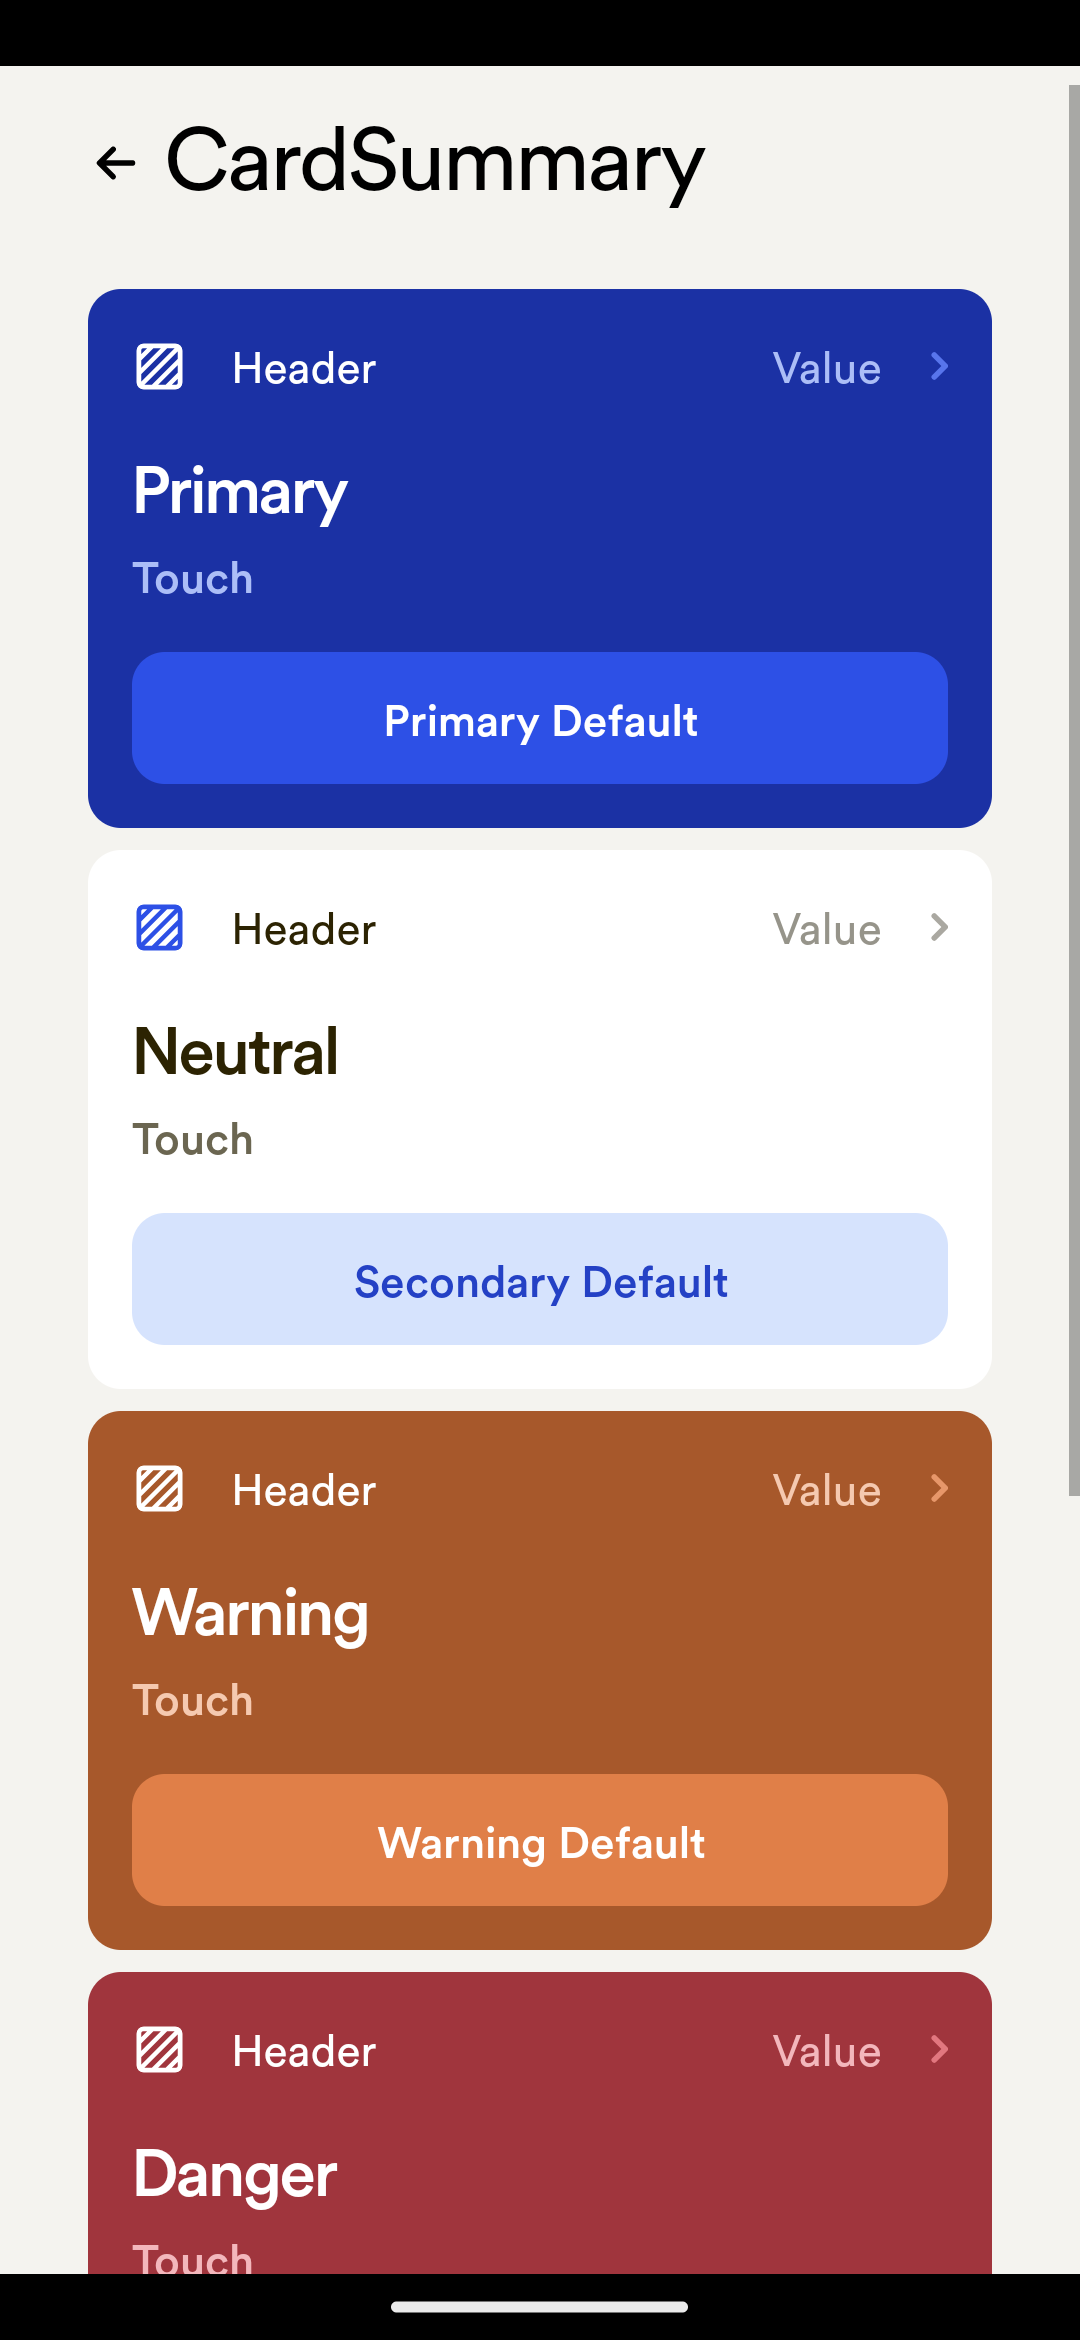 CardSummary
Header Value
Primary
Touch
Primary Default
Header Value
Neutral
Touch
Secondary Default
Header Value
Warning
Touch
Warning Default
Header Value
Danger
Touch